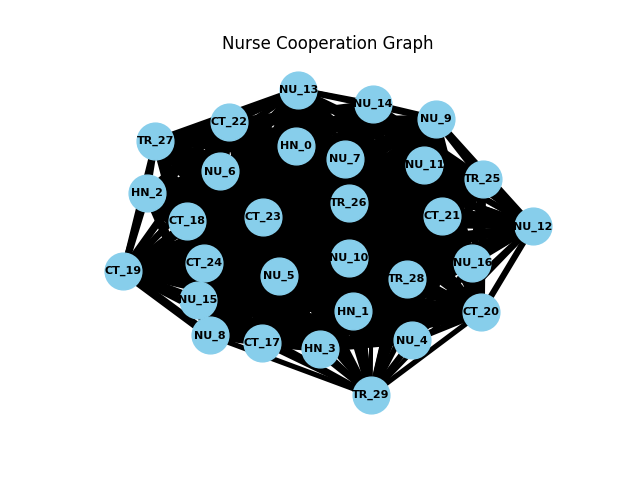 Nurse Cooperation Graph
NU_13
NU_14
NU_9
CT_22
TR_27
HN_0
NU_7
NU_11
NU_6
TR_25
HN_2
TR_26
CT_18
CT_23
CT_21
NU_12
NU_10
CT_24
NU_16
CT_19
NU_5
TR_28
NU_15
HN_1
CT_20
NU_8
NU_4
CT_17
HN_3
TR_29